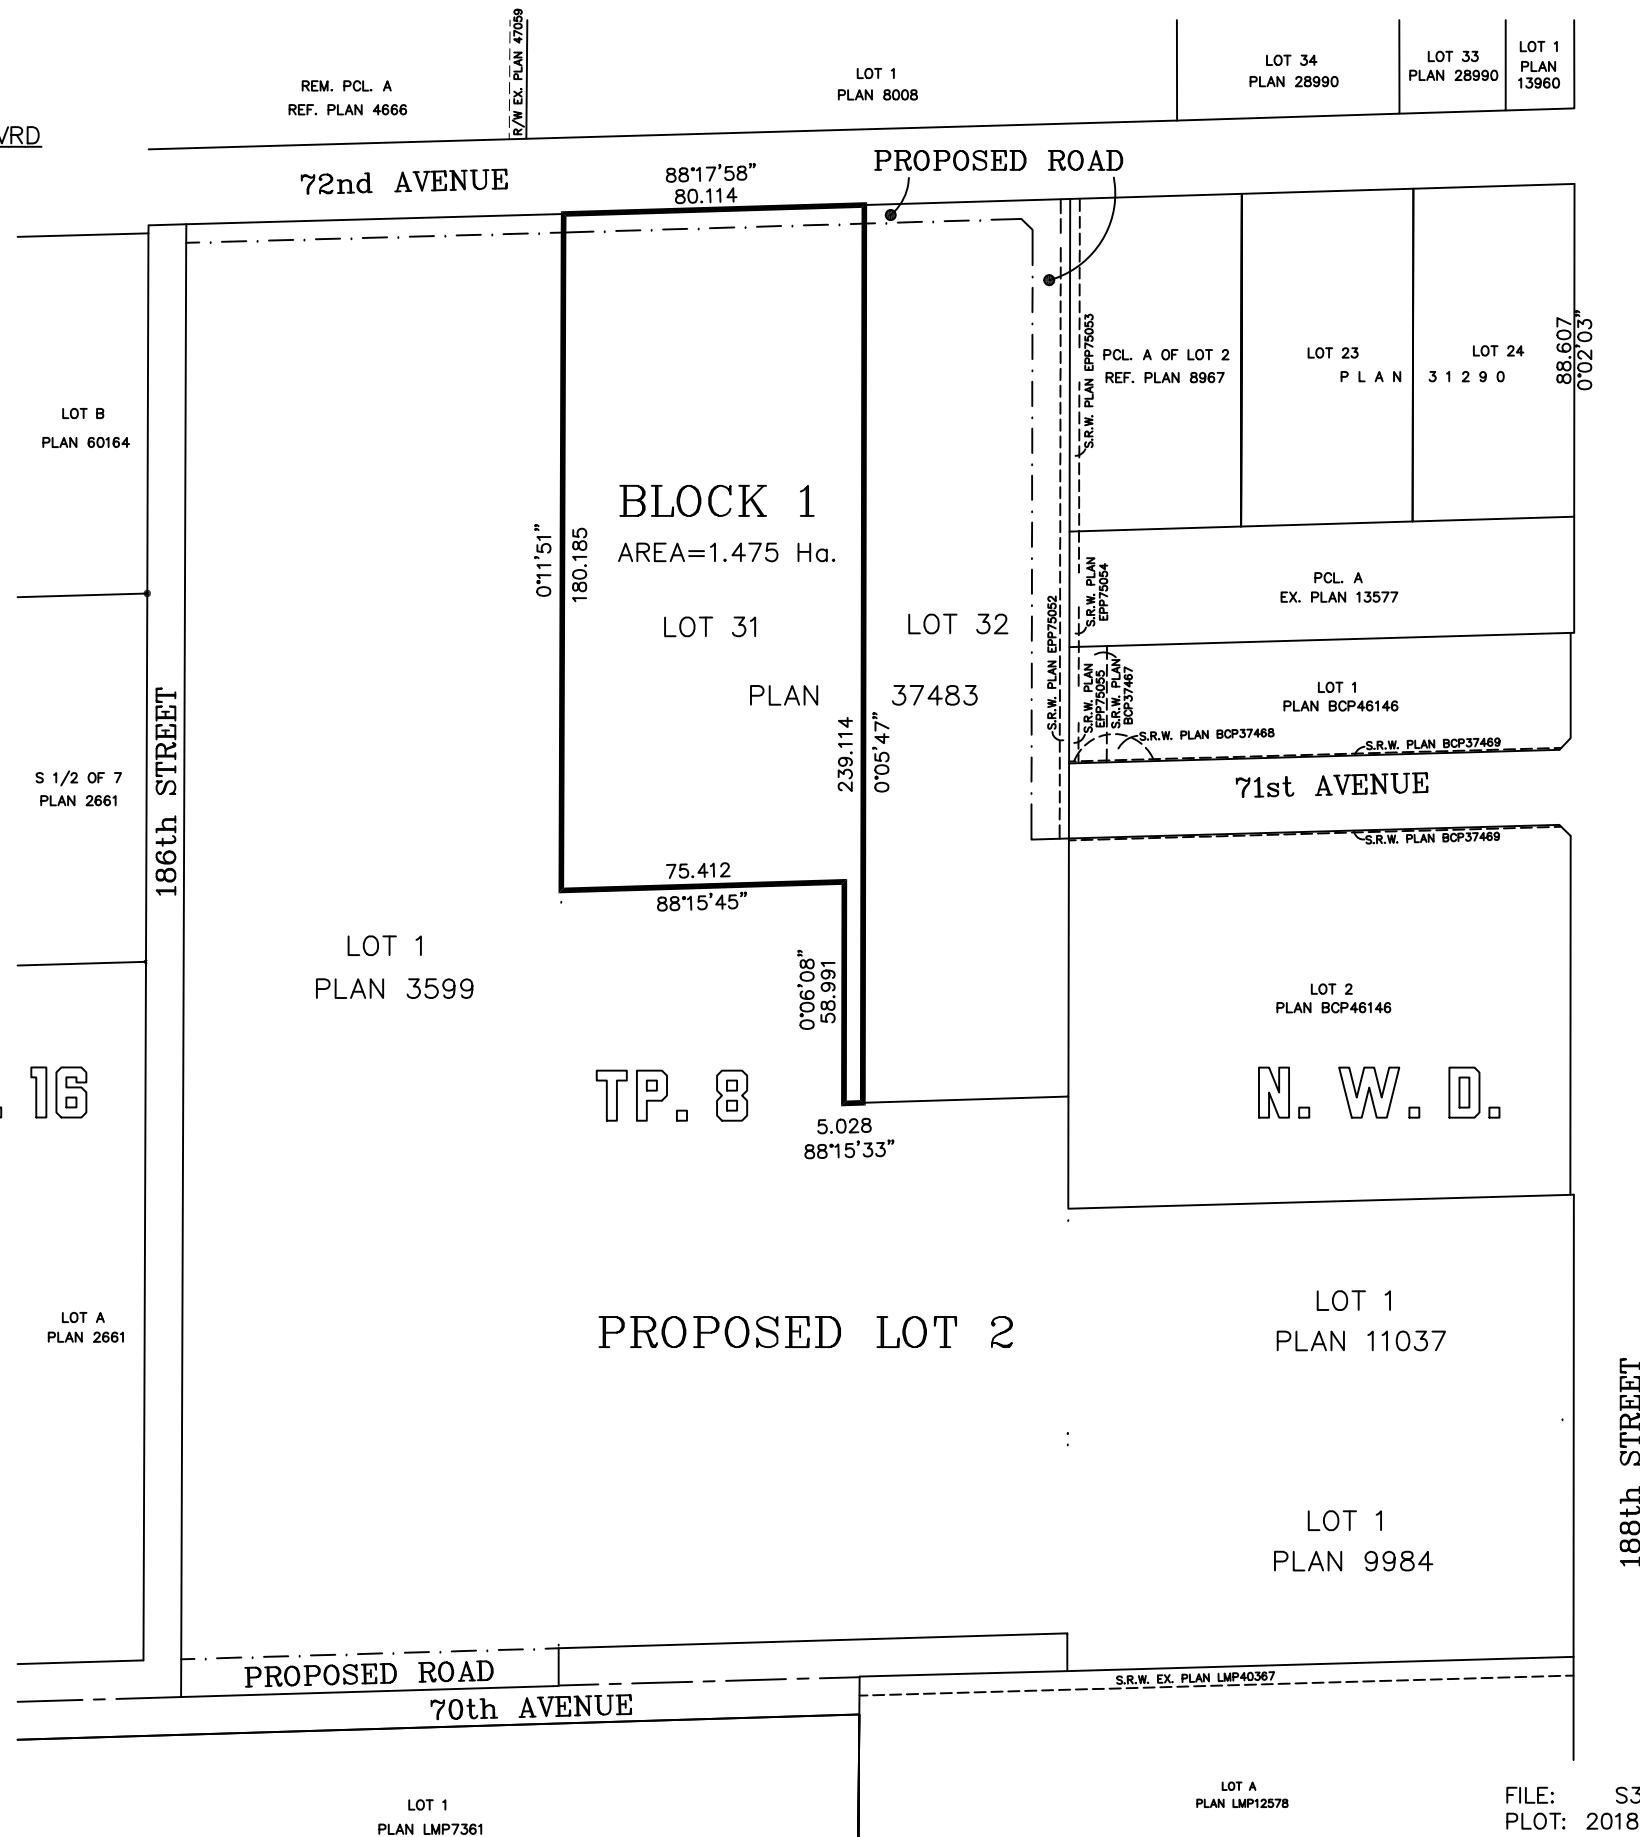 R/W EX. PLAN 47059
REM. PCL. A
REF. PLAN 4666
LOT 1
PLAN 8008
LOT 34
PLAN 28990
LOT 33
PLAN 28990
LOT 1
PLAN
13960
VRD
72nd AVENUE
88°17'58"
80.114
PROPOSED ROAD
LOT B
PLAN 60164
S.R.W. PLAN EPP75053
PCL. A OF LOT 2
REF. PLAN 8967
LOT 23
LOT 24
PLAN 31290
88.607
0°02'03"
BLOCK 1
AREA=1.475 Ha.
0°11'51"
180.185
LOT 31
LOT 32
PLAN 37483
S.R.W. PLAN EPP75052
S.R.W. PLAN
EPP75054
PCL. A
EX. PLAN 13577
S.R.W. PLAN
EPP75055
S.R.W. PLAN
BCP37467
LOT 1
PLAN BCP46146
S.R.W. PLAN BCP37468
S.R.W. PLAN BCP37469
71st AVENUE
S.R.W. PLAN BCP37469
S 1/2 OF 7
PLAN 2661
186th STREET
239.114
0°05'47"
75.412
88°15'45"
LOT 1
PLAN 3599
0°06'08"
58.991
LOT 2
PLAN BCP46146
. 16
TP. 8
N. W. D.
5.028
88°15'33"
LOT A
PLAN 2661
PROPOSED LOT 2
LOT 1
PLAN 11037
188th STREET
LOT 1
PLAN 9984
PROPOSED ROAD
70th AVENUE
S.R.W. EX. PLAN LMP40367
LOT 1
PLAN LMP7361
LOT A
PLAN LMP12578
FILE: S3
PLOT: 2018